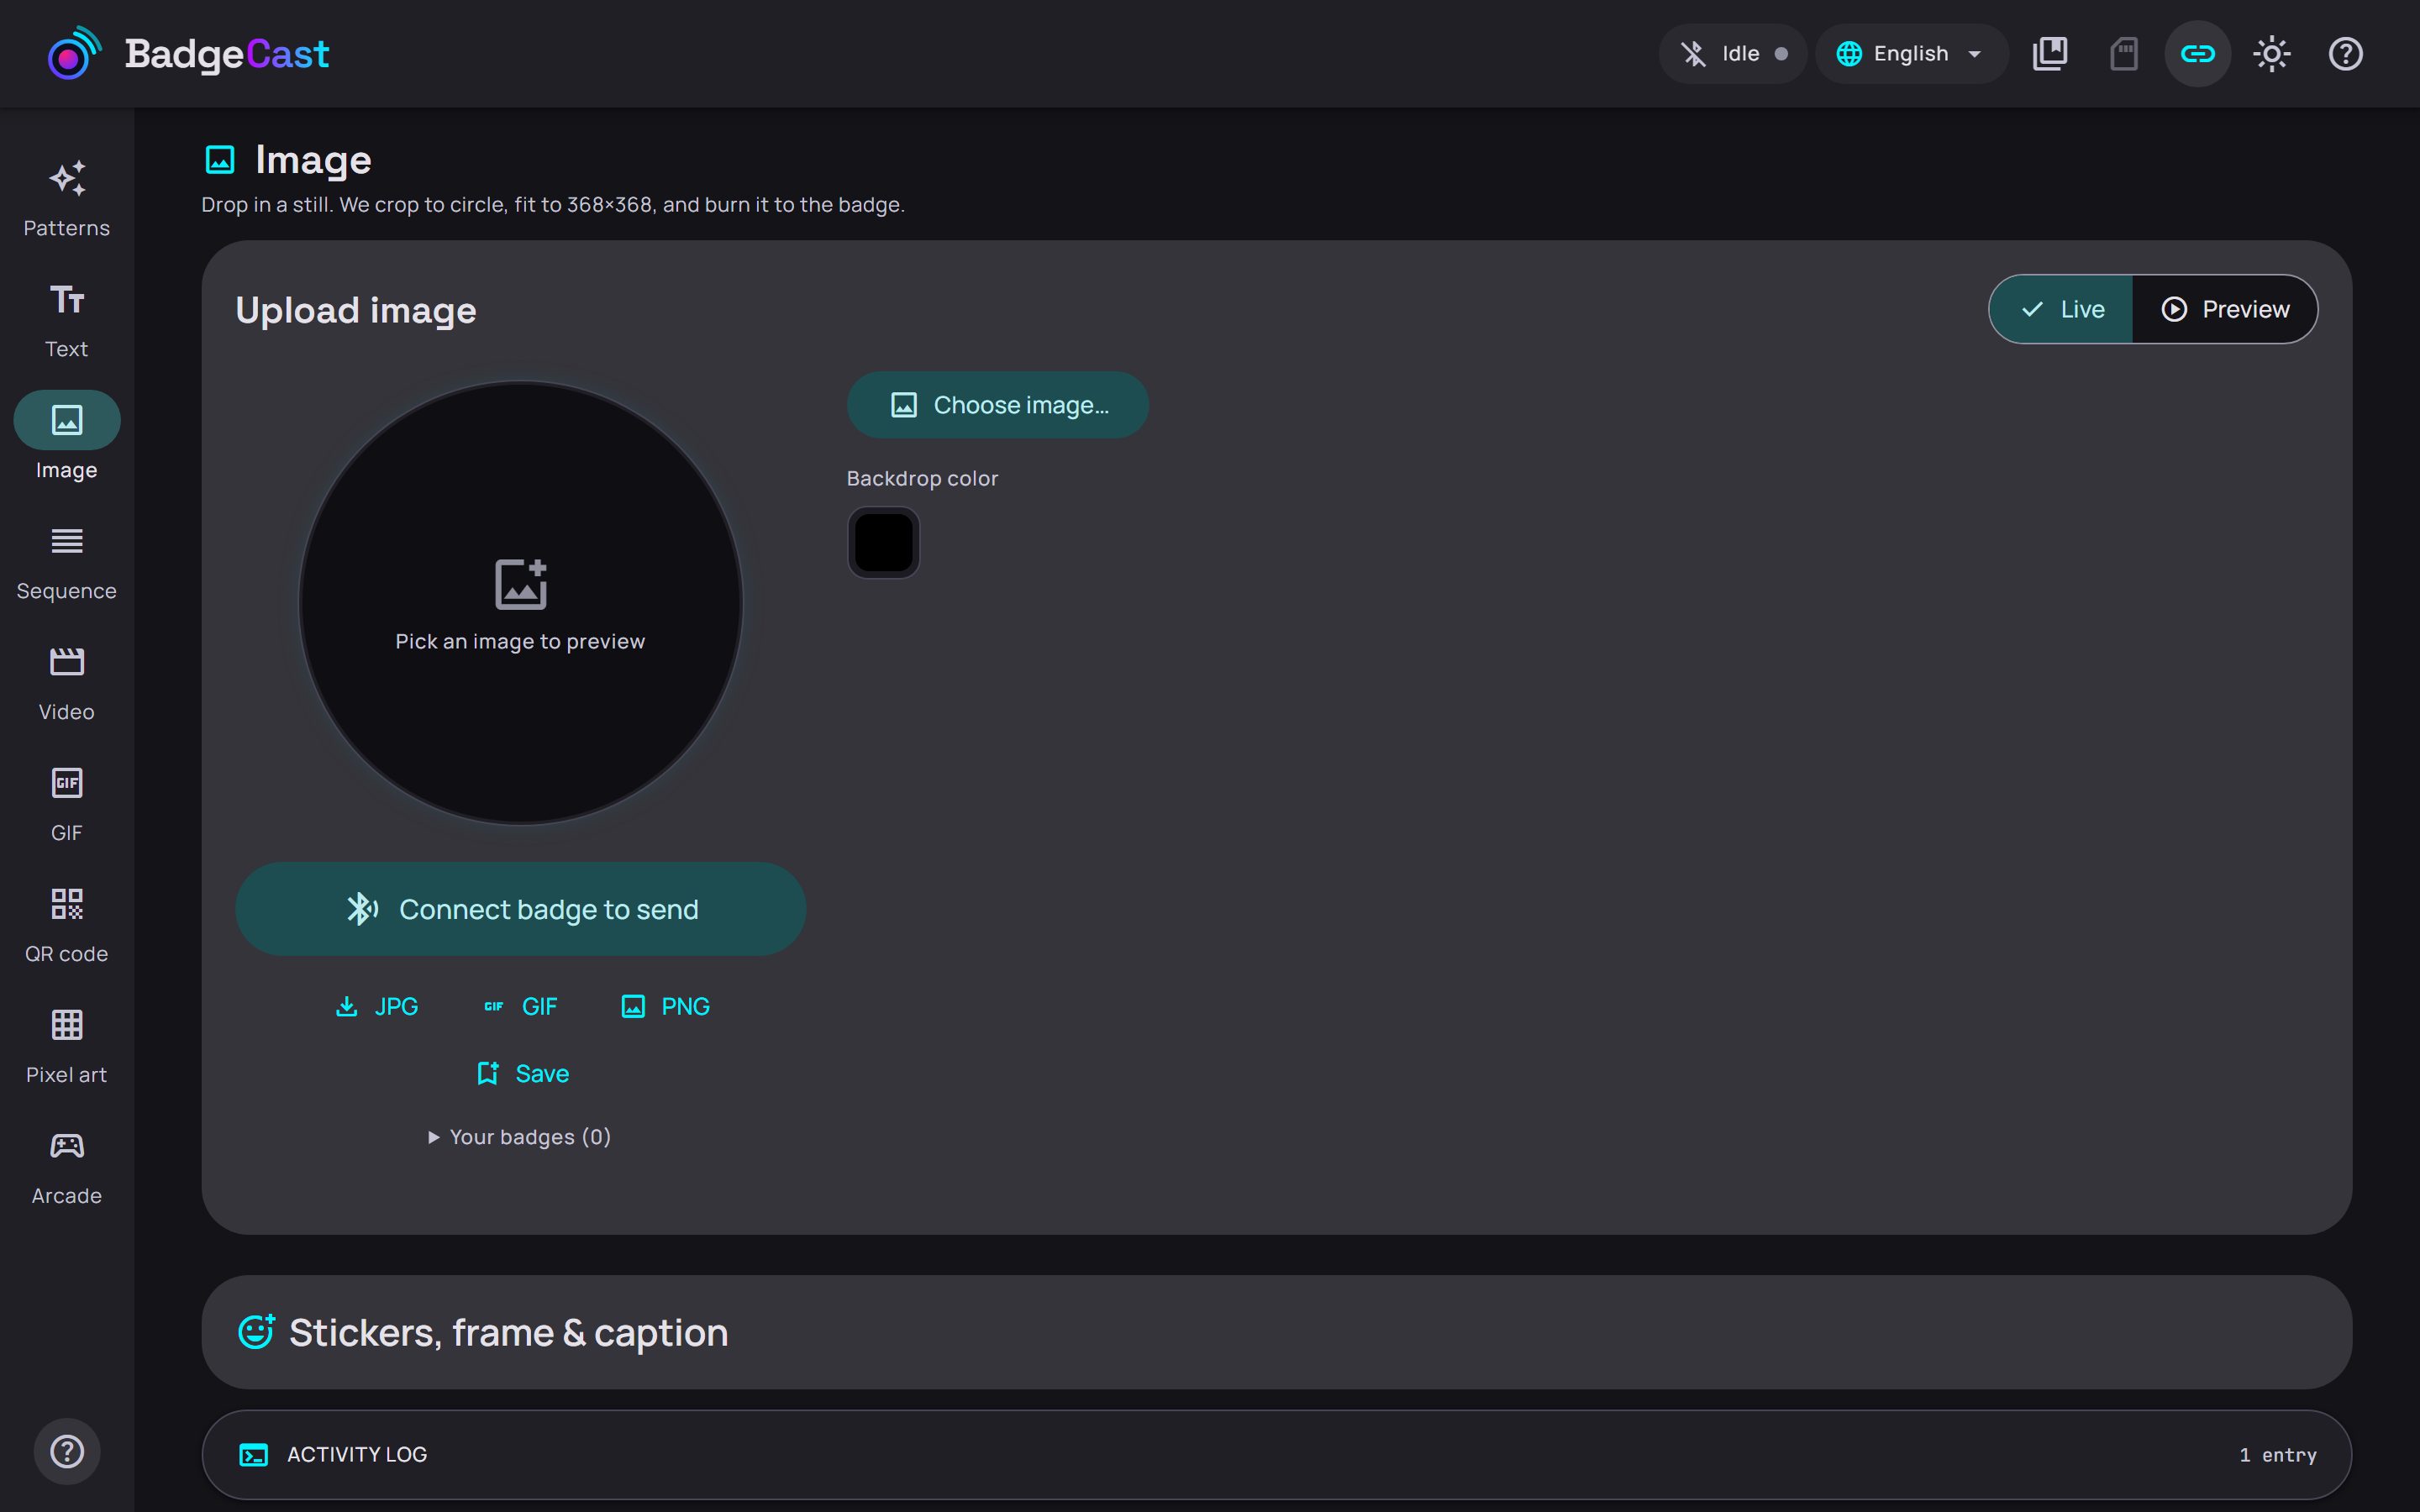 BadgeCast
Idle
English
Patterns
Text
Image
Sequence
Video
GIF
GIF
QR code
Pixel art
Arcade
Image
Drop in a still. We crop to circle, fit to 368×368, and burn it to the badge.
Upload image
Live
Preview
Choose image...
Backdrop color
Pick an image to preview
Connect badge to send
JPG
GIF GIF
PNG
Save
Your badges (0)
Stickers, frame & caption
ACTIVITY LOG
1 entry